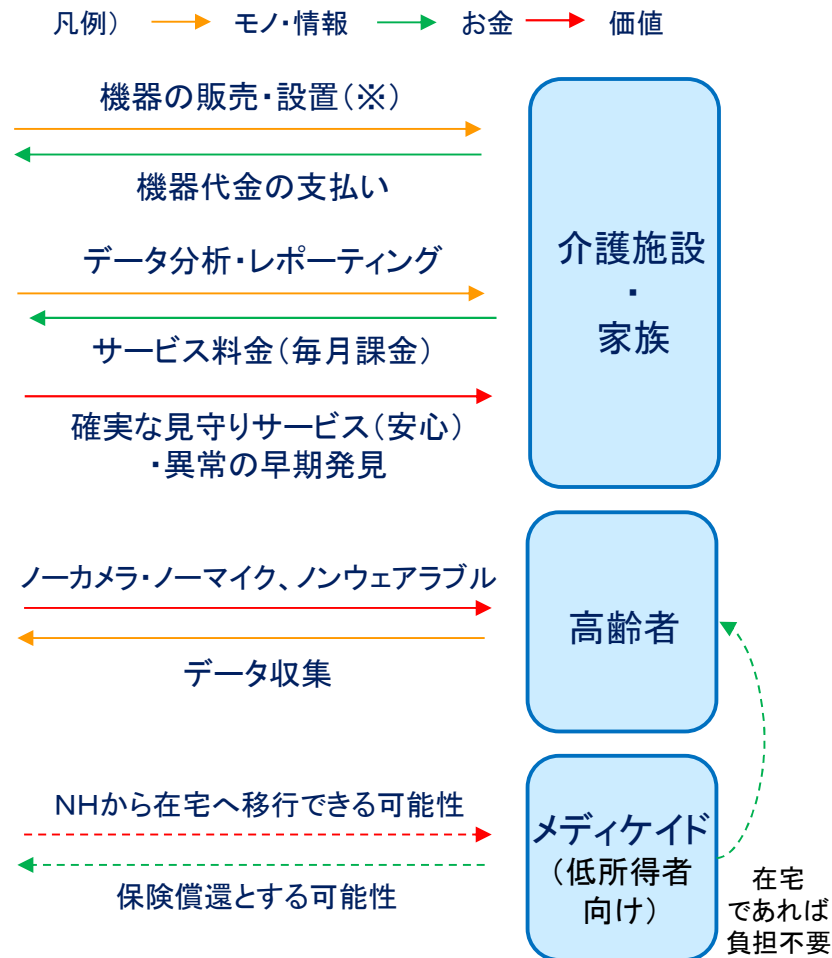 凡例) モノ・情報 お金 価値
機器の販売・設置(※)
機器代金の支払い
データ分析・レポーティング
サービス料金(毎月課金)
確実な見守りサービス(安心)
・異常の早期発見
介護施設
・
家族
ノーカメラ・ノーマイク、ノンウェアラブル
データ収集
高齢者
NHから在宅へ移行できる可能性
保険償還とする可能性
メディケイド
(低所得者
向け)
在宅
であれば
負担不要